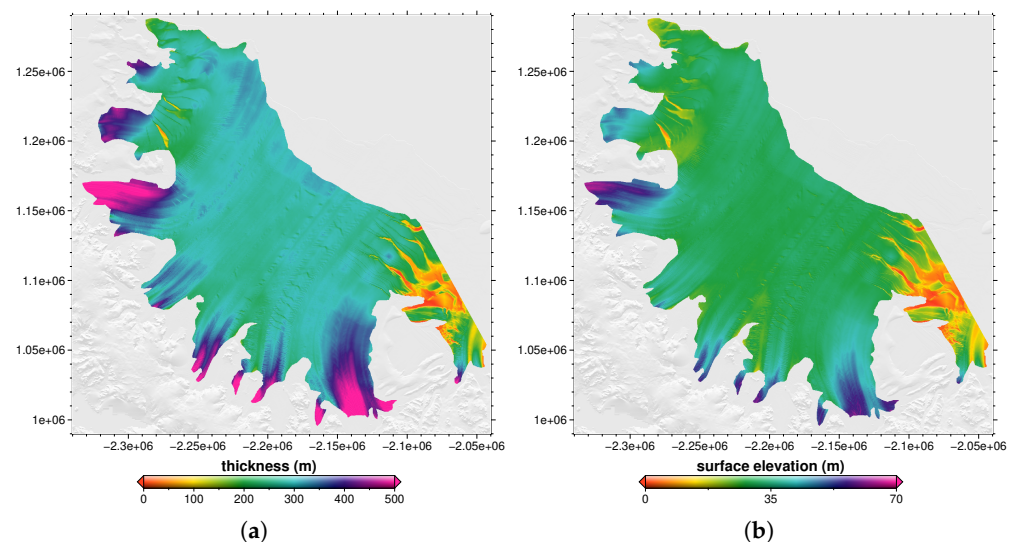 1.25e+06
1.2e+06
1.15e+06
1.1e+06
1.05e+06
1e+06
−2.3e+06 −2.25e+06 −2.2e+06 −2.15e+06 −2.1e+06 −2.05e+06
thickness (m)
0 100 200 300 400 500
(a)
1.25e+06
1.2e+06
1.15e+06
1.1e+06
1.05e+06
1e+06
−2.3e+06 −2.25e+06 −2.2e+06 −2.15e+06 −2.1e+06 −2.05e+06
surface elevation (m)
0 35 70
(b)